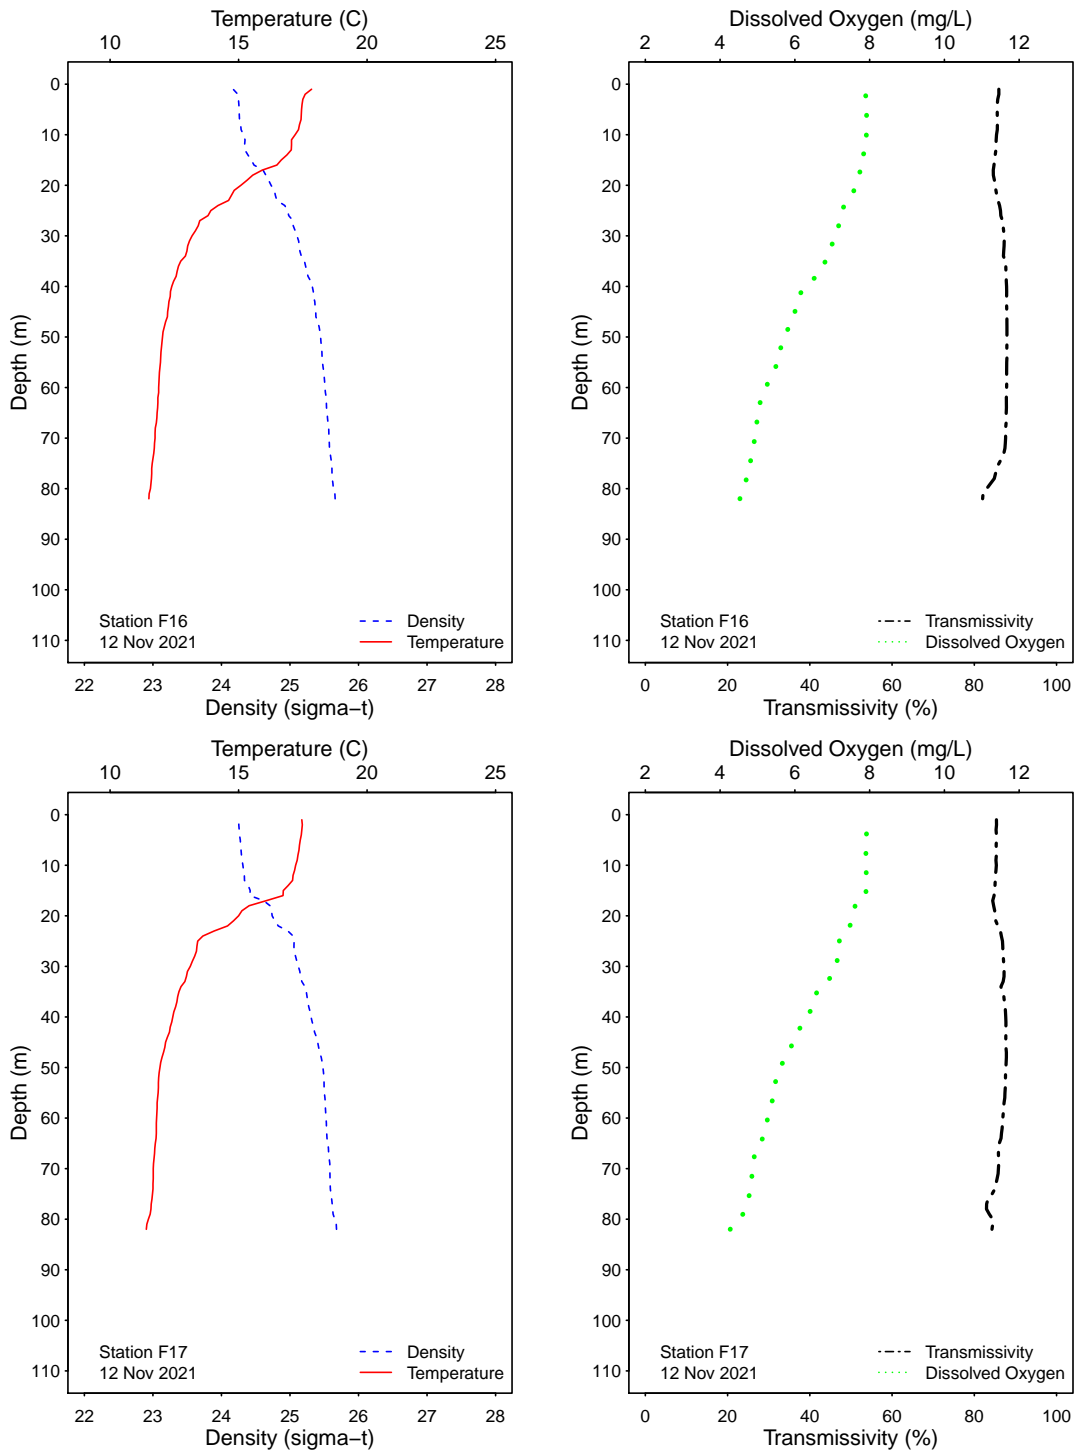 Temperature (C)
10 15 20 25
0
10
20
30
40
50
60
70
80
90
100
110
Depth (m)
Station F16
12 Nov 2021
Density
Temperature
22 23 24 25 26 27 28
Density (sigma−t)
Dissolved Oxygen (mg/L)
2 4 6 8 10 12
0
10
20
30
40
50
60
70
80
90
100
110
Depth (m)
Station F16
12 Nov 2021
Transmissivity
Dissolved Oxygen
0 20 40 60 80 100
Transmissivity (%)
Temperature (C)
10 15 20 25
0
10
20
30
40
50
60
70
80
90
100
110
Depth (m)
Station F17
12 Nov 2021
Density
Temperature
22 23 24 25 26 27 28
Density (sigma−t)
Dissolved Oxygen (mg/L)
2 4 6 8 10 12
0
10
20
30
40
50
60
70
80
90
100
110
Depth (m)
Station F17
12 Nov 2021
Transmissivity
Dissolved Oxygen
0 20 40 60 80 100
Transmissivity (%)